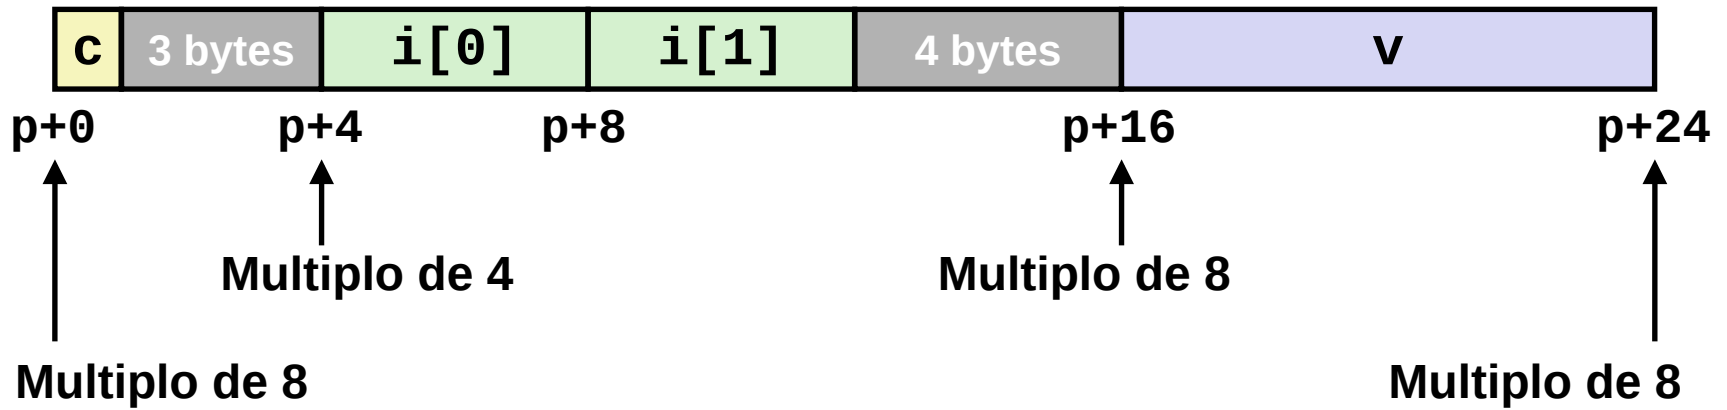 c 3 bytes i[0] i[1] 4 bytes v
p+0 p+4 p+8 p+16 p+24
Multiplo de 4 Multiplo de 8
Multiplo de 8 Multiplo de 8